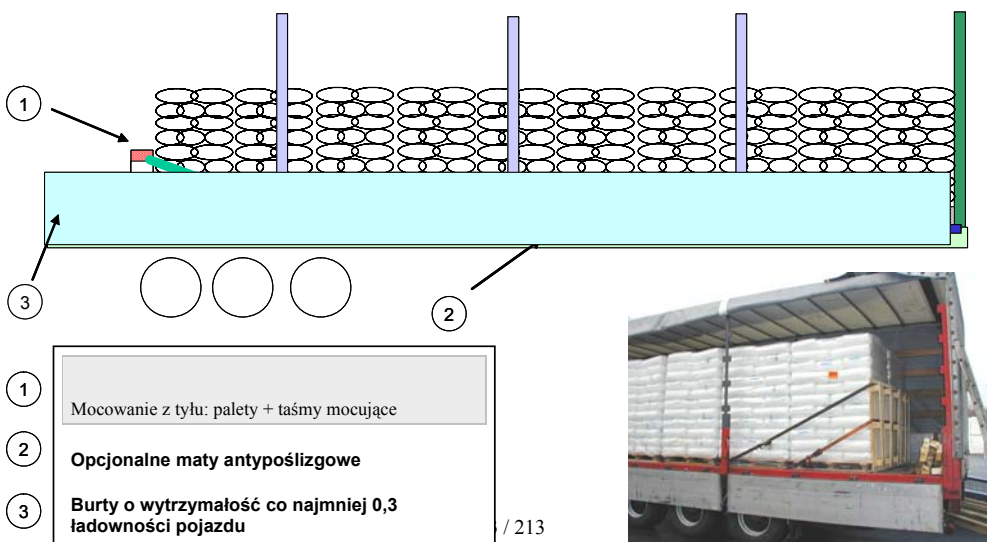 1
3
2
1
Mocowanie z tyłu: palety + taśmy mocujące
2
Opcjonalne maty antypoślizgowe
3
Burty o wytrzymałość co najmniej 0,3
ładowności pojazdu
/ 213